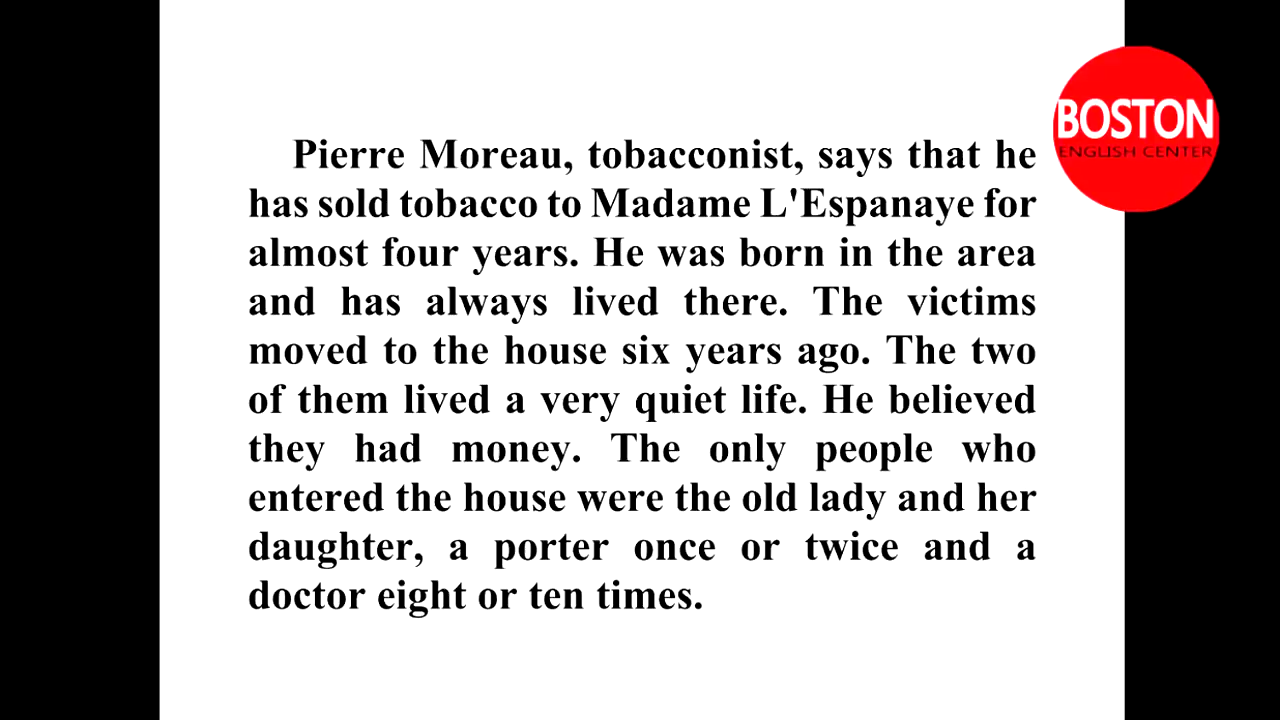 Pierre Moreau, tobacconist, says that he
has sold tobacco to Madame L'Espanaye for
almost four years. He was born in the area
and has always lived there. The victims
moved to the house six years ago. The two
of them lived a very quiet life. He believed
they had money. The only people who
entered the house were the old lady and her
daughter, a porter once or twice and a
doctor eight or ten times.
BOSTON
ENGLISH CENTER